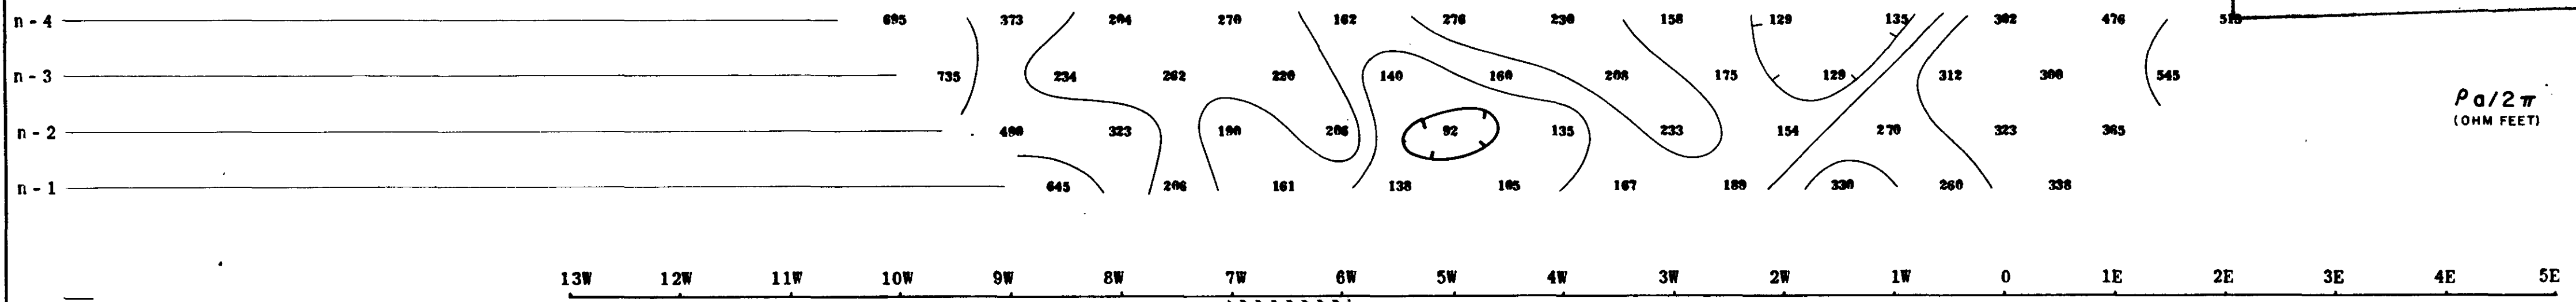 n - 4 695 373 204 270 162 276 230 158 129 135 302 476
n - 3 735 234 262 220 140 160 208 175 129 312 300 545
ρa/2π
(OHM FEET)
n - 2 323 190 206 92 135 233 154 270 323 365
n - 1 645 206 161 138 105 167 189 330 260 338
13W 12W 11W 10W 9W 8W 7W 6W 5W 4W 3W 2W 1W 0 1E 2E 3E 4E 5E